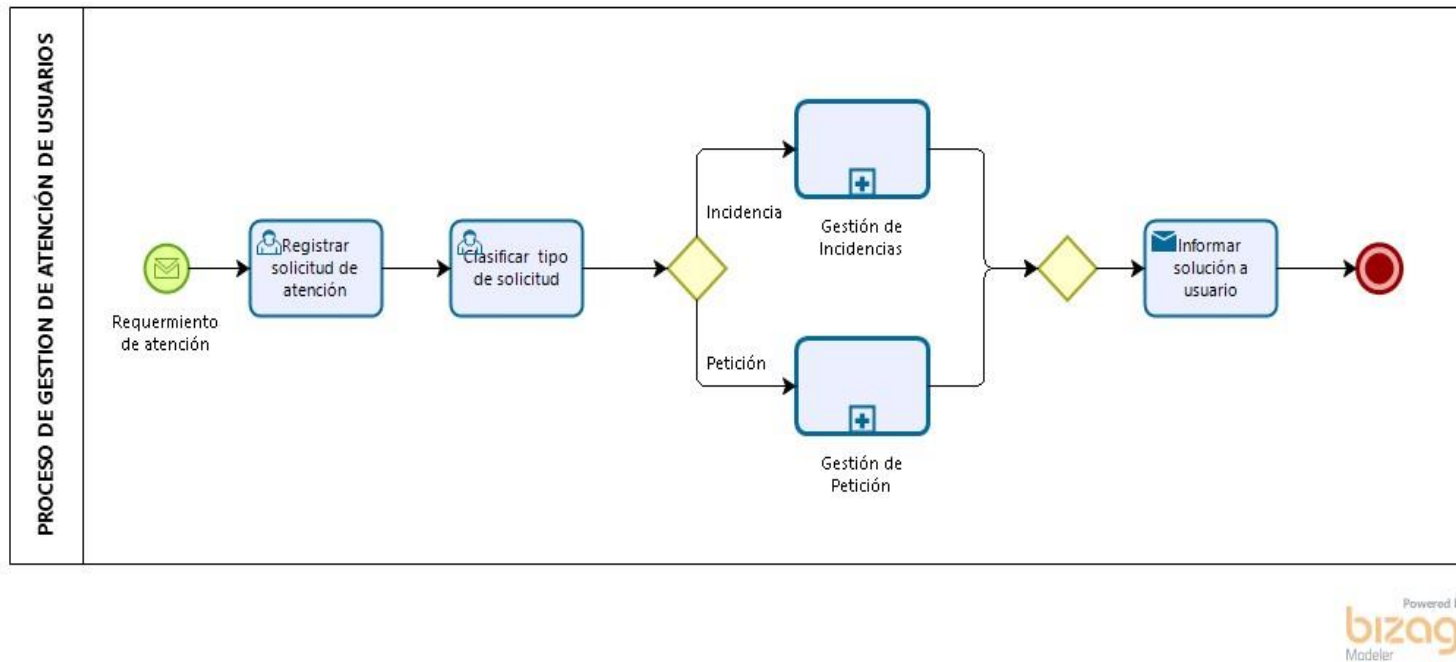 PROCESO DE GESTION DE ATENCIÓN DE USUARIOS
Requermiento
de atención
Registrar
solicitud de
atención
Clasificar tipo
de solicitud
Incidencia
Petición
Gestión de
Incidencias
Gestión de
Petición
Informar
solución a
usuario
Powered
bizag
Modeler